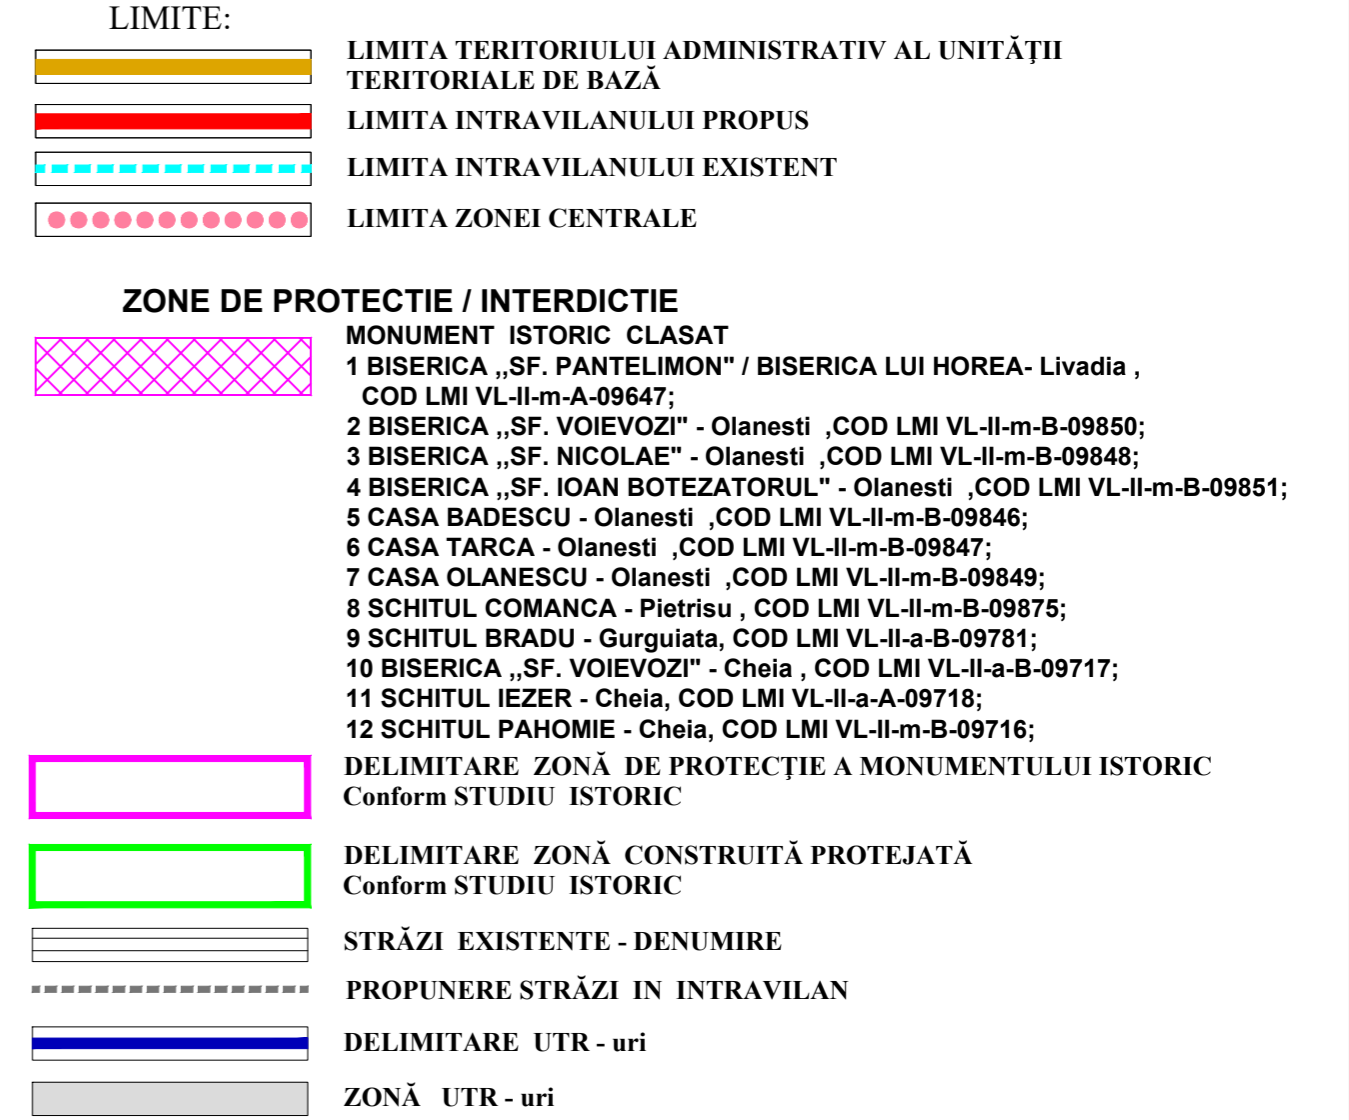 LIMITE:
LIMITA TERITORIULUI ADMINISTRATIV AL UNITĂŢII
TERITORIALE DE BAZĂ
LIMITA INTRAVILANULUI PROPUS
LIMITA INTRAVILANULUI EXISTENT
LIMITA ZONEI CENTRALE
ZONE DE PROTECTIE / INTERDICTIE
MONUMENT ISTORIC CLASAT
1 BISERICA ,,SF. PANTELIMON" / BISERICA LUI HOREA- Livadia ,
COD LMI VL-II-m-A-09647;
2 BISERICA ,,SF. VOIEVOZI" - Olanesti ,COD LMI VL-II-m-B-09850;
3 BISERICA ,,SF. NICOLAE" - Olanesti ,COD LMI VL-II-m-B-09848;
4 BISERICA ,,SF. IOAN BOTEZATORUL" - Olanesti ,COD LMI VL-II-m-B-09851;
5 CASA BADESCU - Olanesti ,COD LMI VL-II-m-B-09846;
6 CASA TARCA - Olanesti ,COD LMI VL-II-m-B-09847;
7 CASA OLANESCU - Olanesti ,COD LMI VL-II-m-B-09849;
8 SCHITUL COMANCA - Pietrisu , COD LMI VL-II-m-B-09875;
9 SCHITUL BRADU - Gurguiata, COD LMI VL-II-a-B-09781;
10 BISERICA ,,SF. VOIEVOZI" - Cheia , COD LMI VL-II-a-B-09717;
11 SCHITUL IEZER - Cheia, COD LMI VL-II-a-A-09718;
12 SCHITUL PAHOMIE - Cheia, COD LMI VL-II-m-B-09716;
DELIMITARE ZONĂ DE PROTECŢIE A MONUMENTULUI ISTORIC
Conform STUDIU ISTORIC
DELIMITARE ZONĂ CONSTRUITĂ PROTEJATĂ
Conform STUDIU ISTORIC
STRĂZI EXISTENTE - DENUMIRE
PROPUNERE STRĂZI IN INTRAVILAN
DELIMITARE UTR - uri
ZONĂ UTR - uri